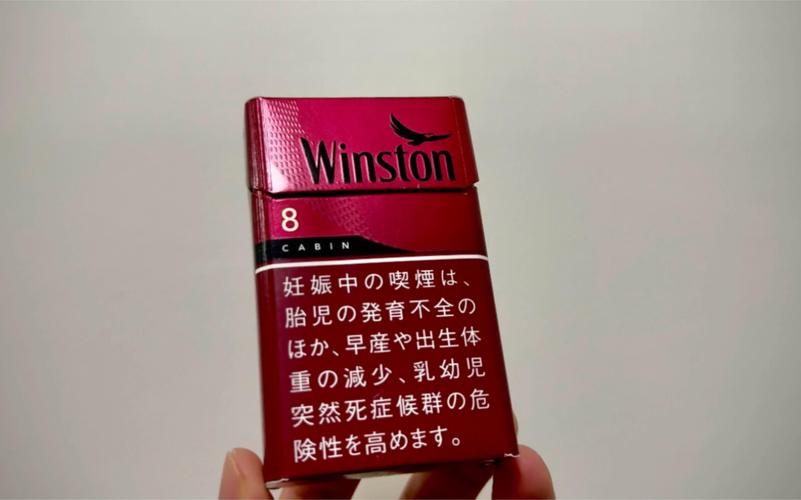 Winston
8
CABIN
妊娠中の喫煙は、
胎児の発育不全の
ほか、早産や出生体
重の減少、乳幼児
突然死症候群の危
険性を高めます。